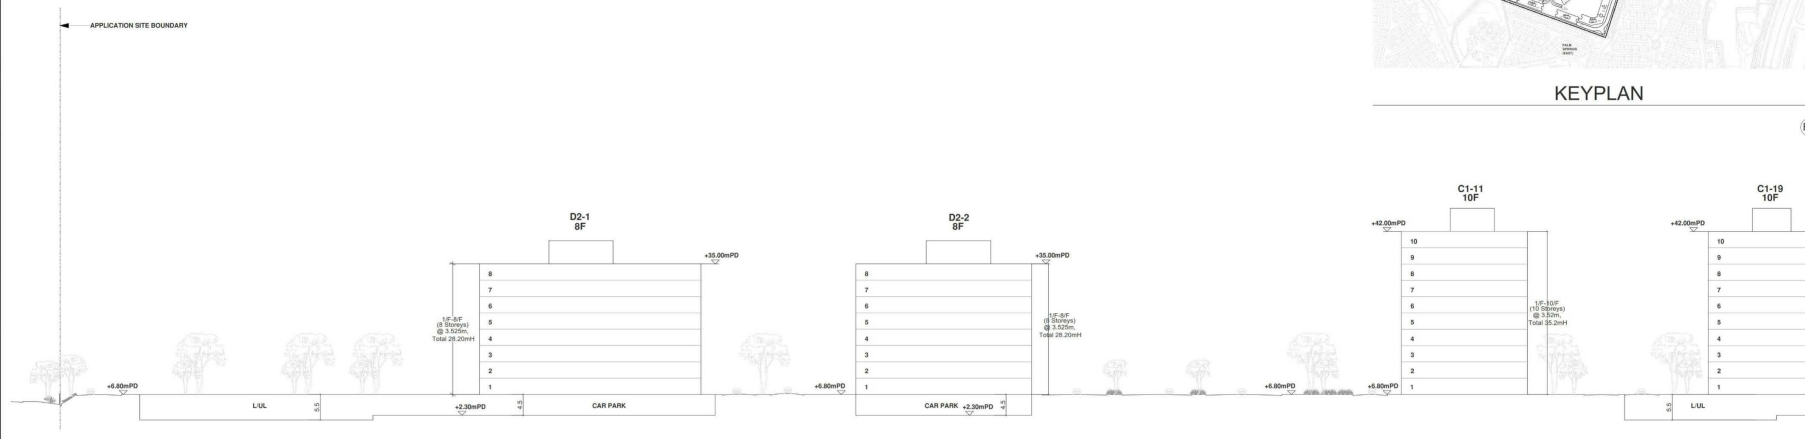 APPLICATION SITE BOUNDARY
PALM
SPRINGS
KEYPLAN
D2-1
8F
D2-2
8F
C1-11
10F
C1-19
10F
+35.00mPD
+35.00mPD
+42.00mPD
+42.00mPD
8
7
6
5
4
3
2
1
1/F-8/F
(8 Storeys)
@ 3.525m,
Total 28.20mH
8
7
6
5
4
3
2
1
1/F-8/F
(8 Storeys)
@ 3.525m,
Total 28.20mH
10
9
8
7
6
5
4
3
2
1
1/F-10/F
(10 Storeys)
@ 3.52m,
Total 35.2mH
10
9
8
7
6
5
4
3
2
1
+6.80mPD
+6.80mPD
+6.80mPD
+6.80mPD
L/UL
5.5
+2.30mPD
4.5
CAR PARK
CAR PARK
+2.30mPD
4.5
5.5
L/UL